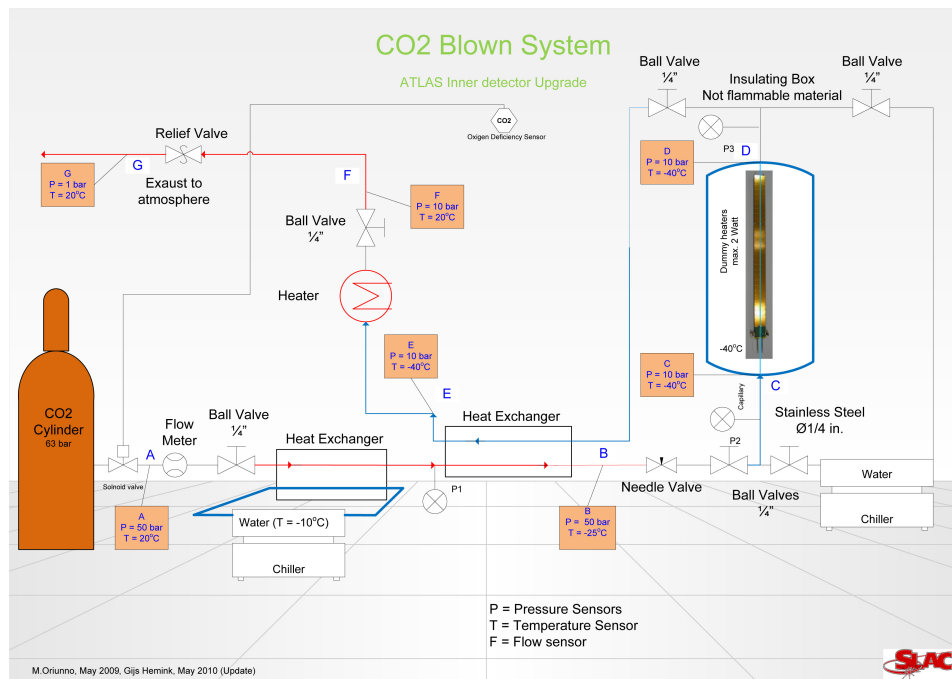 CO2 Blown System
ATLAS Inner detector Upgrade
Ball Valve
¼”
Insulating Box
Not flammable material
Ball Valve
¼”
CO2
Oxigen Deficiency Sensor
Relief Valve
G
Exaust to
atmosphere
G
P = 1 bar
T = 20°C
F
F
P = 10 bar
T = 20°C
Ball Valve
¼”
Heater
P3
D
D
P = 10 bar
T = -40°C
Dummy heaters
max. 2 Watt
-40°C
E
P = 10 bar
T = -40°C
E
C
P = 10 bar
T = -40°C
C
Capillary
P2
Stainless Steel
Ø1/4 in.
CO2
Cylinder
63 bar
A
Flow
Meter
Ball Valve
¼”
Heat Exchanger
Heat Exchanger
B
Solnoid valve
P1
Needle Valve
Ball Valves
¼”
Water
Chiller
A
P = 50 bar
T = 20°C
Water (T = -10°C)
Chiller
B
P = 50 bar
T = -25°C
P = Pressure Sensors
T = Temperature Sensor
F = Flow sensor
M.Oriunno, May 2009, Gijs Hemink, May 2010 (Update)
SLAC